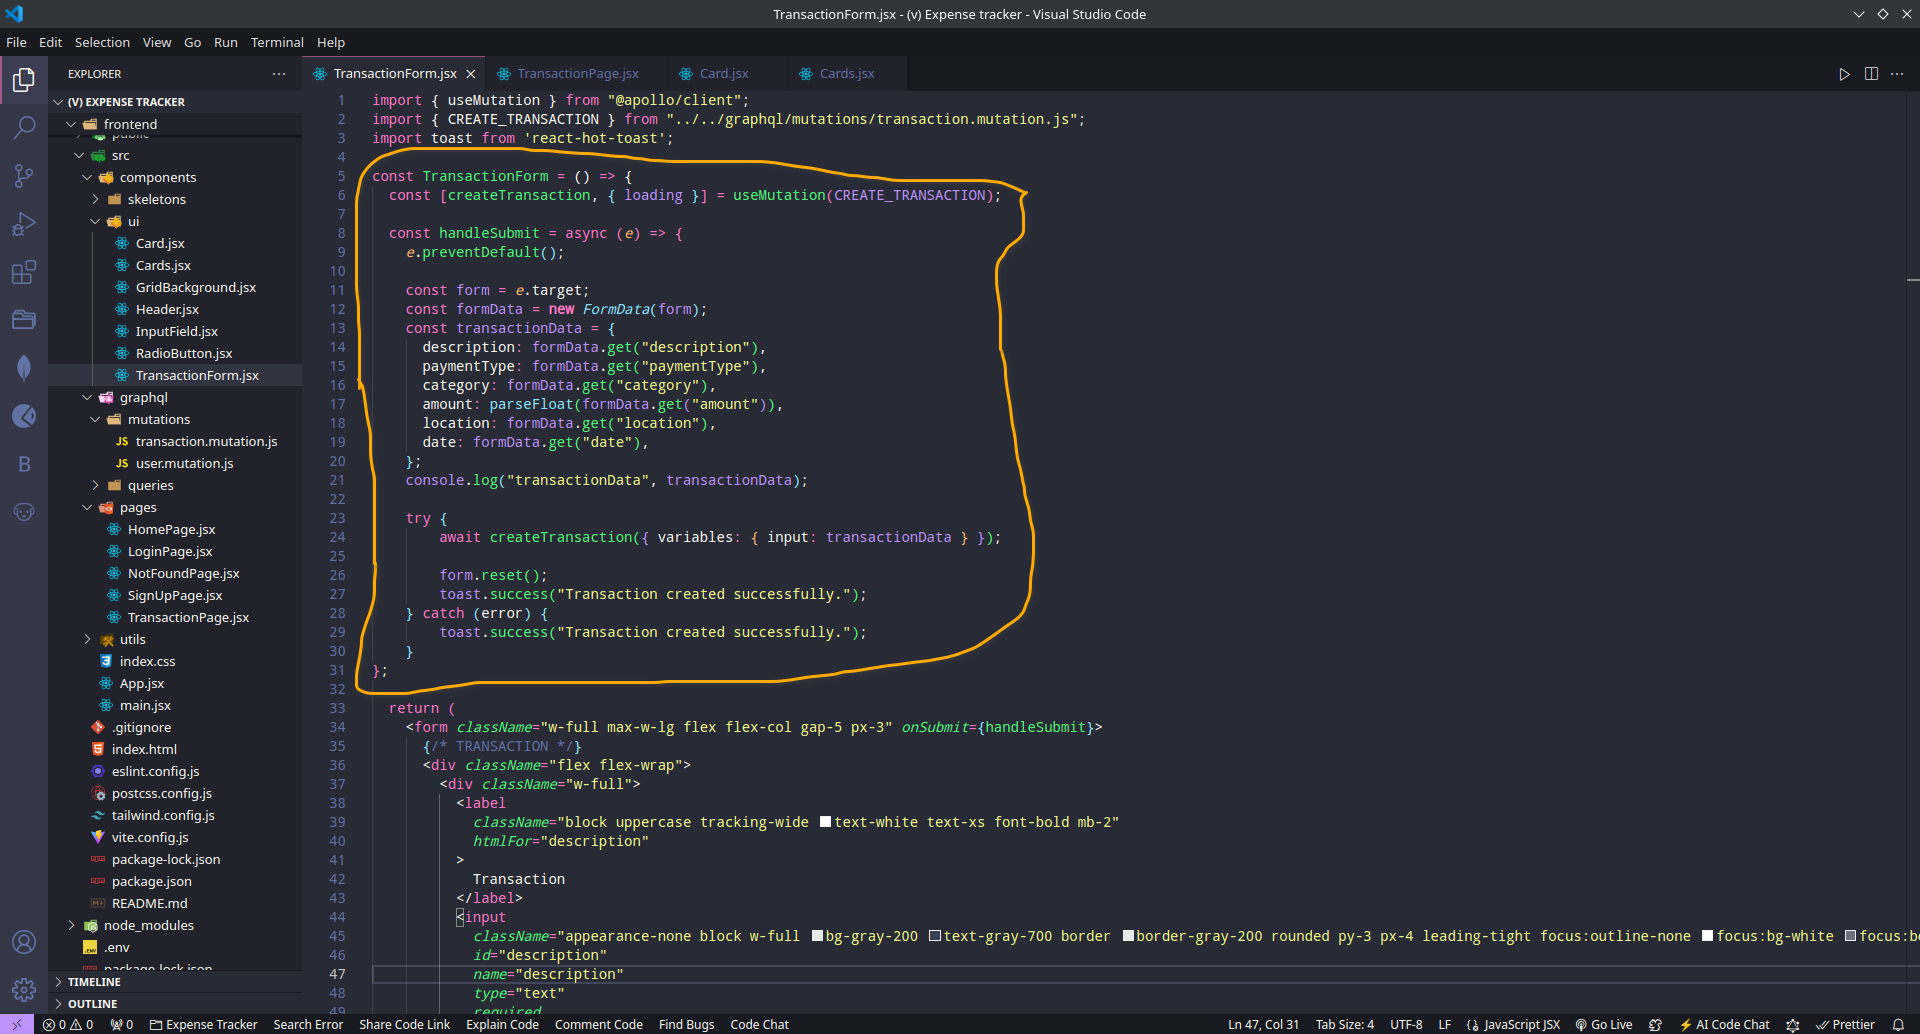 TransactionForm.jsx - (v) Expense tracker - Visual Studio Code
File Edit Selection View Go Run Terminal Help
EXPLORER
(V) EXPENSE TRACKER
frontend
public
src
components
skeletons
ui
Card.jsx
Cards.jsx
GridBackground.jsx
Header.jsx
InputField.jsx
RadioButton.jsx
TransactionForm.jsx
graphql
mutations
JS transaction.mutation.js
JS user.mutation.js
queries
pages
HomePage.jsx
LoginPage.jsx
NotFoundPage.jsx
SignUpPage.jsx
TransactionPage.jsx
utils
index.css
App.jsx
main.jsx
.gitignore
index.html
eslint.config.js
postcss.config.js
tailwind.config.js
vite.config.js
package-lock.json
package.json
README.md
node_modules
.env
package-lock.json
TIMELINE
OUTLINE
B
TransactionForm.jsx TransactionPage.jsx Card.jsx Cards.jsx
1 import { useMutation } from "@apollo/client";
2 import { CREATE_TRANSACTION } from "../../graphql/mutations/transaction.mutation.js";
3 import toast from 'react-hot-toast';
4
5 const TransactionForm = () => {
6 const [createTransaction, { loading }] = useMutation(CREATE_TRANSACTION);
7
8 const handleSubmit = async (e) => {
9 e.preventDefault();
10
11 const form = e.target;
12 const formData = new FormData(form);
13 const transactionData = {
14 description: formData.get("description"),
15 paymentType: formData.get("paymentType"),
16 category: formData.get("category"),
17 amount: parseFloat(formData.get("amount")),
18 location: formData.get("location"),
19 date: formData.get("date"),
20 };
21 console.log("transactionData", transactionData);
22
23 try {
24 await createTransaction({ variables: { input: transactionData } });
25
26 form.reset();
27 toast.success("Transaction created successfully.");
28 } catch (error) {
29 toast.success("Transaction created successfully.");
30 }
31 };
32
33 return (
34 <form className="w-full max-w-lg flex flex-col gap-5 px-3" onSubmit={handleSubmit}>
35 {/* TRANSACTION */}
36 <div className="flex flex-wrap">
37 <div className="w-full">
38 <label
39 className="block uppercase tracking-wide text-white text-xs font-bold mb-2"
40 htmlFor="description"
41 >
42 Transaction
43 </label>
44 <input
45 className="appearance-none block w-full bg-gray-200 text-gray-700 border border-gray-200 rounded py-3 px-4 leading-tight focus:outline-none focus:bg-white focus:bo
46 id="description"
47 name="description"
48 type="text"
49 required
0 0 0 Expense Tracker Search Error Share Code Link Explain Code Comment Code Find Bugs Code Chat Ln 47, Col 31 Tab Size: 4 UTF-8 LF JavaScript JSX Go Live AI Code Chat Prettier